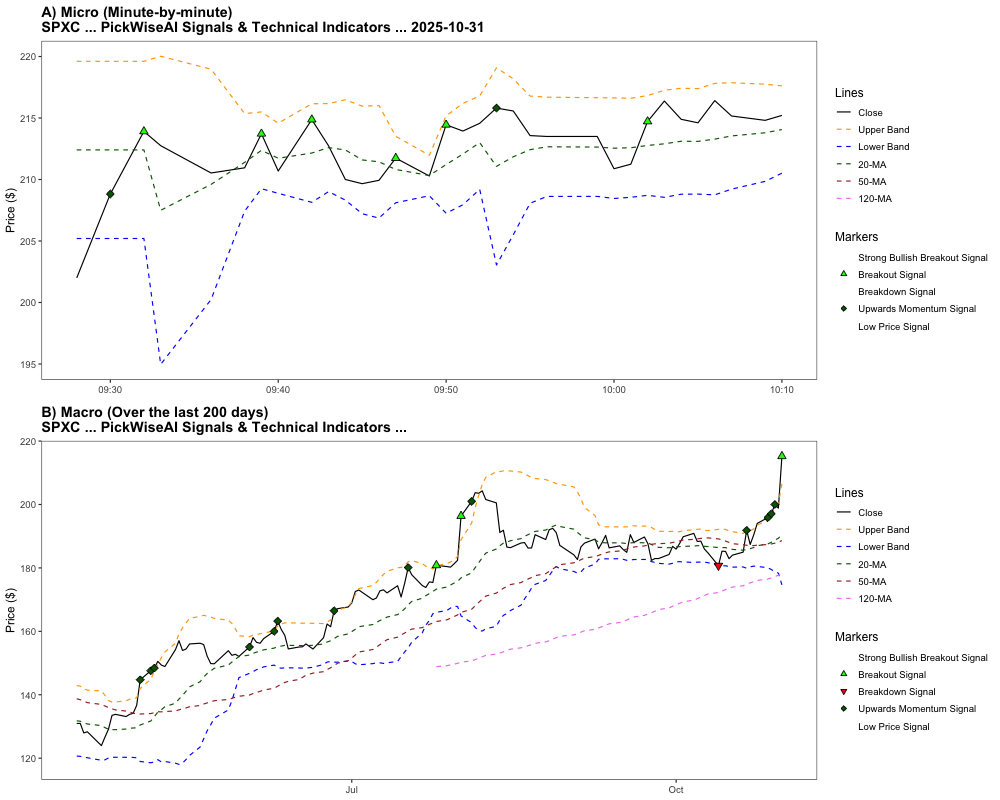 A) Micro (Minute-by-minute)
SPXC ... PickWiseAI Signals & Technical Indicators ... 2025-10-31
Price ($)
220
215
210
205
200
195
09:30
09:40
09:50
10:00
10:10
Lines
Close
Upper Band
Lower Band
20-MA
50-MA
120-MA
Markers
Strong Bullish Breakout Signal
Breakout Signal
Breakdown Signal
Upwards Momentum Signal
Low Price Signal
B) Macro (Over the last 200 days)
SPXC ... PickWiseAI Signals & Technical Indicators ...
Price ($)
220
200
180
160
140
120
Jul
Oct
Lines
Close
Upper Band
Lower Band
20-MA
50-MA
120-MA
Markers
Strong Bullish Breakout Signal
Breakout Signal
Breakdown Signal
Upwards Momentum Signal
Low Price Signal